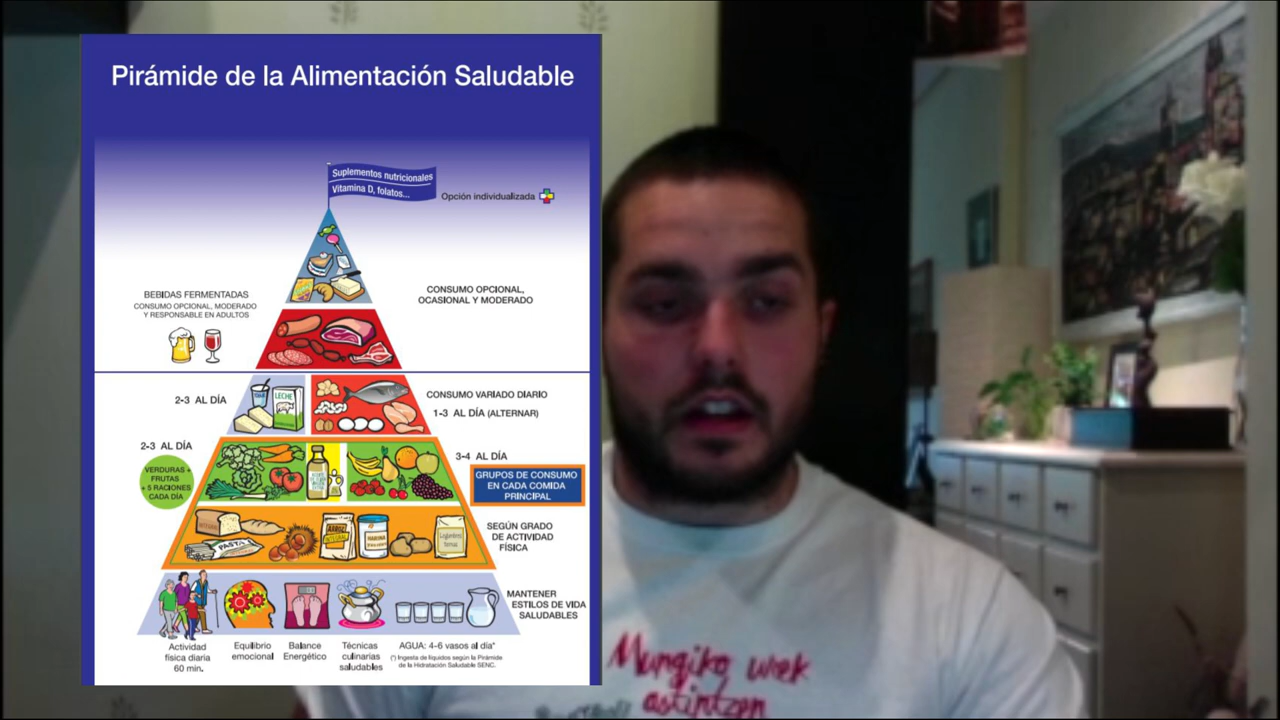 Pirámide de la Alimentación Saludable
Suplementos nutricionales
Vitamina D, folatos...
Opción individualizada
BEBIDAS FERMENTADAS
CONSUMO OPCIONAL, MODERADO
Y RESPONSABLE EN ADULTOS
CONSUMO OPCIONAL,
OCASIONAL Y MODERADO
2-3 AL DÍA
LECHE
CONSUMO VARIADO DIARIO
1-3 AL DÍA (ALTERNAR)
2-3 AL DÍA
VERDURAS +
FRUTAS
+ 5 RACIONES
CADA DÍA
3-4 AL DÍA
GRUPOS DE CONSUMO
EN CADA COMIDA
PRINCIPAL
PASTA
ARROZ
INTEGRAL
HARINA
Legumbres
SEGÚN GRADO
DE ACTIVIDAD
FÍSICA
MANTENER
ESTILOS DE VIDA
SALUDABLES
Actividad
física diaria
60 min.
Equilibrio
emocional
Balance
Energético
Técnicas
culinarias
saludables
AGUA: 4-6 vasos al día*
(*) Ingesta de líquidos según la Pirámide
de la Hidratación Saludable SENC.
Mungiko uriek
astintzen